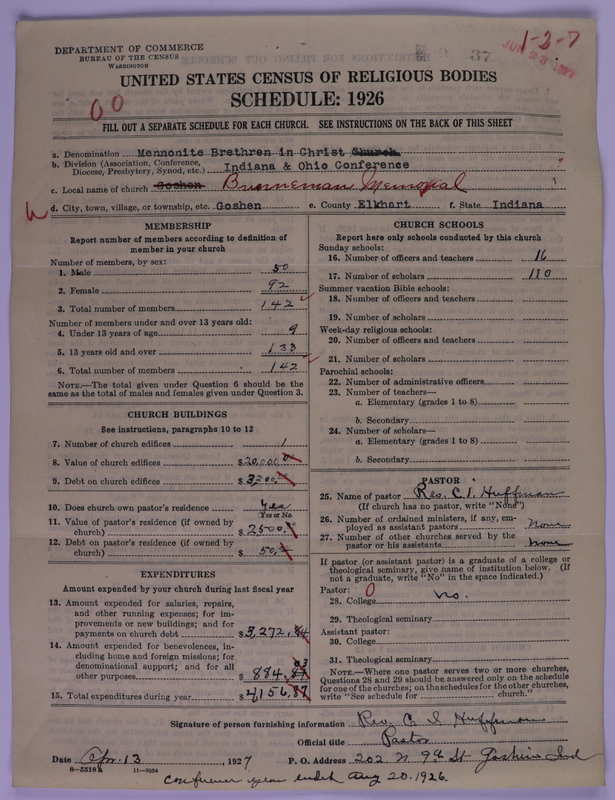 DEPARTMENT OF COMMERCE
BUREAU OF THE CENSUS
WASHINGTON
37
1-3-7
UNITED STATES CENSUS OF RELIGIOUS BODIES
SCHEDULE: 1926
00
FILL OUT A SEPARATE SCHEDULE FOR EACH CHURCH. SEE INSTRUCTIONS ON THE BACK OF THIS SHEET
a. Denomination Mennonite Brethren in Christ Church
b. Division (Association, Conference, Diocese, Presbytery, Synod, etc.) Indiana & Ohio Conference
c. Local name of church Goshen Brenneman Memorial
d. City, town, village, or township, etc. Goshen e. County Elkhart f. State Indiana
MEMBERSHIP
Report number of members according to definition of
member in your church
Number of members, by sex:
1. Male 50
2. Female 92
3. Total number of members 142
Number of members under and over 13 years old:
4. Under 13 years of age 9
5. 13 years old and over 133
6. Total number of members 142
NOTE.—The total given under Question 6 should be
same as the total of males and females given under Question 3.
CHURCH BUILDINGS
See instructions, paragraphs 10 to 12
7. Number of church edifices 1
8. Value of church edifices $20,000
9. Debt on church edifices $3,200
10. Does church own pastor's residence? Yes
Yes or No
11. Value of pastor's residence (if owned by
church) $2500
12. Debt on pastor's residence (if owned by
church) $50
EXPENDITURES
Amount expended by your church during last fiscal year
13. Amount expended for salaries, repairs,
and other running expenses; for im-
provements or new buildings; and for
payments on church debt $3,272.84
14. Amount expended for benevolences, in-
cluding home and foreign missions; for
denominational support; and for all
other purposes $884.03
15. Total expenditures during year $4156.87
CHURCH SCHOOLS
Report here only schools conducted by this church
Sunday schools:
16. Number of officers and teachers 16
17. Number of scholars 110
Summer vacation Bible schools:
18. Number of officers and teachers
19. Number of scholars
Week-day religious schools:
20. Number of officers and teachers
21. Number of scholars
Parochial schools:
22. Number of administrative officers
23. Number of teachers—
a. Elementary (grades 1 to 8)
b. Secondary
24. Number of scholars—
a. Elementary (grades 1 to 8)
b. Secondary
PASTOR
25. Name of pastor Rev. C. I. Huffman
(If church has no pastor, write "None")
26. Number of ordained ministers, if any, em-
ployed as assistant pastors None
27. Number of other churches served by the
pastor or his assistants None
If pastor (or assistant pastor) is a graduate of a college or
theological seminary, give name of institution below. (If
not a graduate, write "No" in the space indicated.)
Pastor: 0
28. College No.
29. Theological seminary
Assistant pastor:
30. College
31. Theological seminary
NOTE.—Where one pastor serves two or more churches,
Questions 28 and 29 should be answered only on the schedule
for one of the churches; on the schedules for the other churches,
write "See schedule for church."
Signature of person furnishing information Rev. C. I. Huffman
Official title Pastor
Date Apr. 13, 1927 P. O. Address 202 N 9th St Goshen Ind
8-5518 11-9034
Conference year ended Aug 20. 1926.